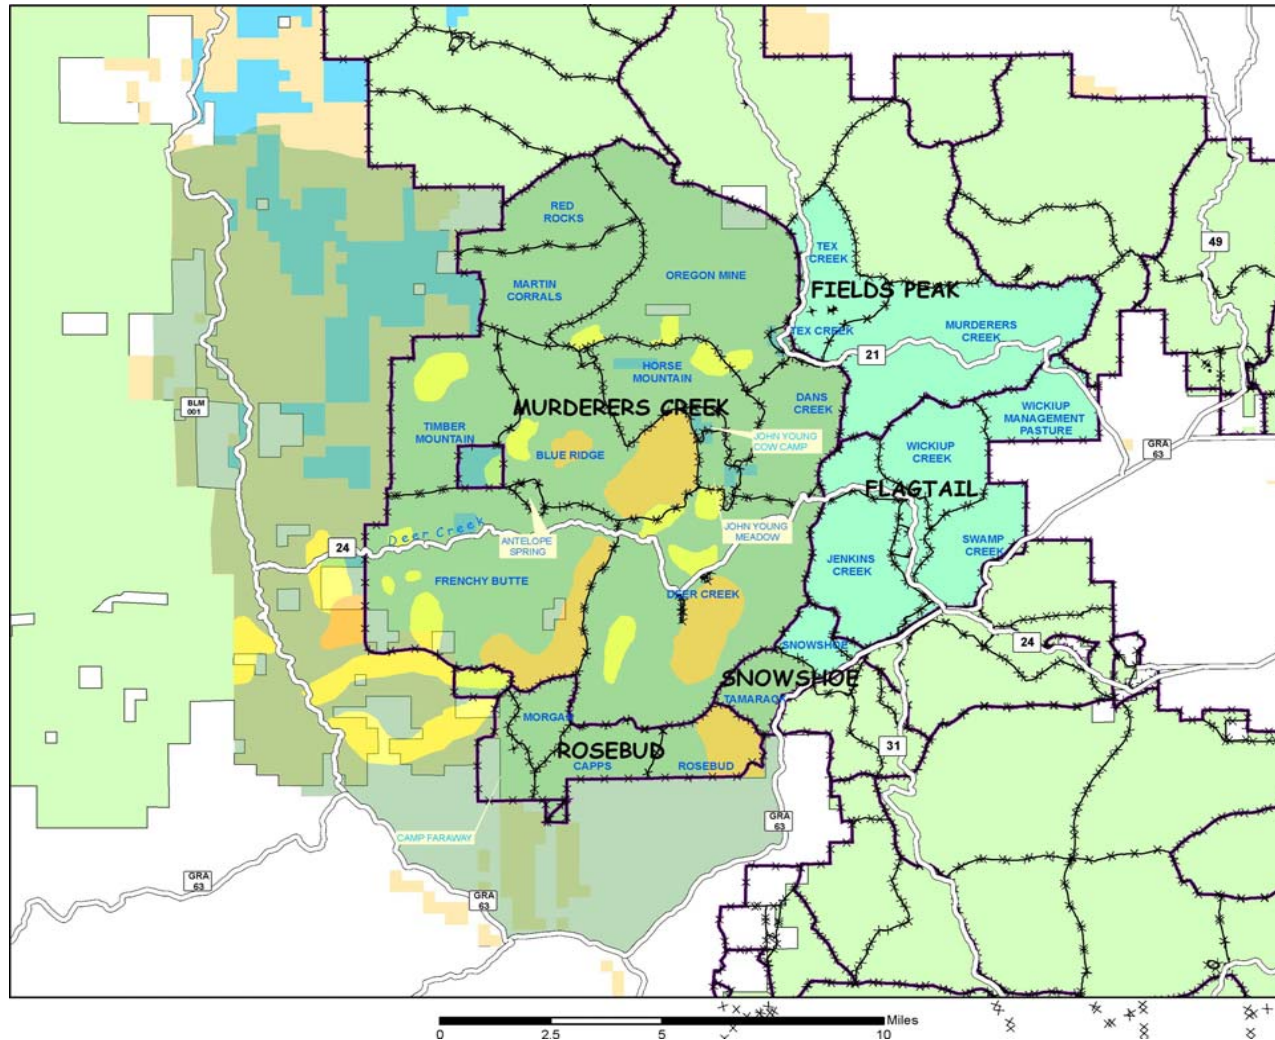 RED
ROCKS
49
TEX
CREEK
OREGON MINE
MARTIN
CORRALS
FIELDS PEAK
TEX CREEK
MURDERERS
CREEK
21
HORSE
MOUNTAIN
BLM
001
DANS
CREEK
WICKIUP
MANAGEMENT
PASTURE
MURDERERS CREEK
TIMBER
MOUNTAIN
JOHN YOUNG
COW CAMP
WICKIUP
CREEK
GRA
63
BLUE RIDGE
FLAGTAIL
Deer Creek
ANTELOPE
SPRING
JOHN YOUNG
MEADOW
SWAMP
CREEK
24
JENKINS
CREEK
FRENCHY BUTTE
DEER CREEK
SNOWSHOE
24
SNOWSHOE
TAMARACK
MORGAN
ROSEBUD
31
CAPPS
ROSEBUD
GRA
63
CAMP FARAWAY
GRA
63
GRA
63
Miles
0
2.5
5
10